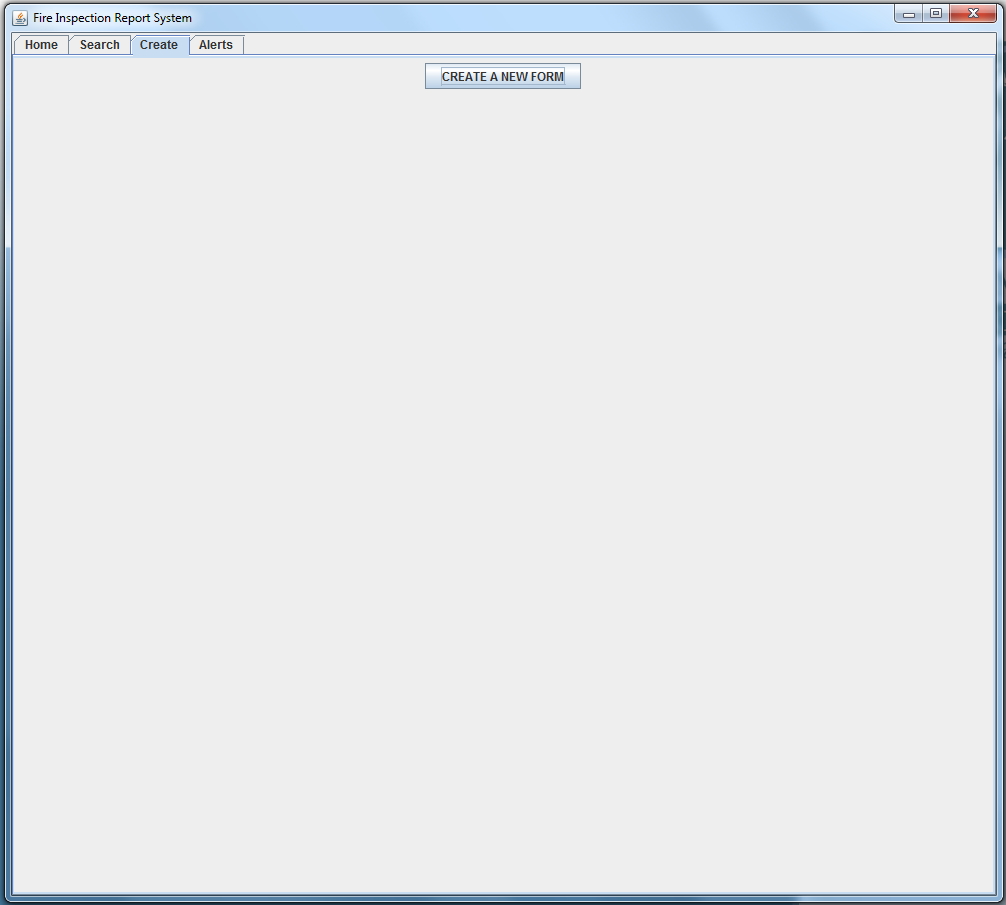 Fire Inspection Report System
Home Search Create Alerts
CREATE A NEW FORM